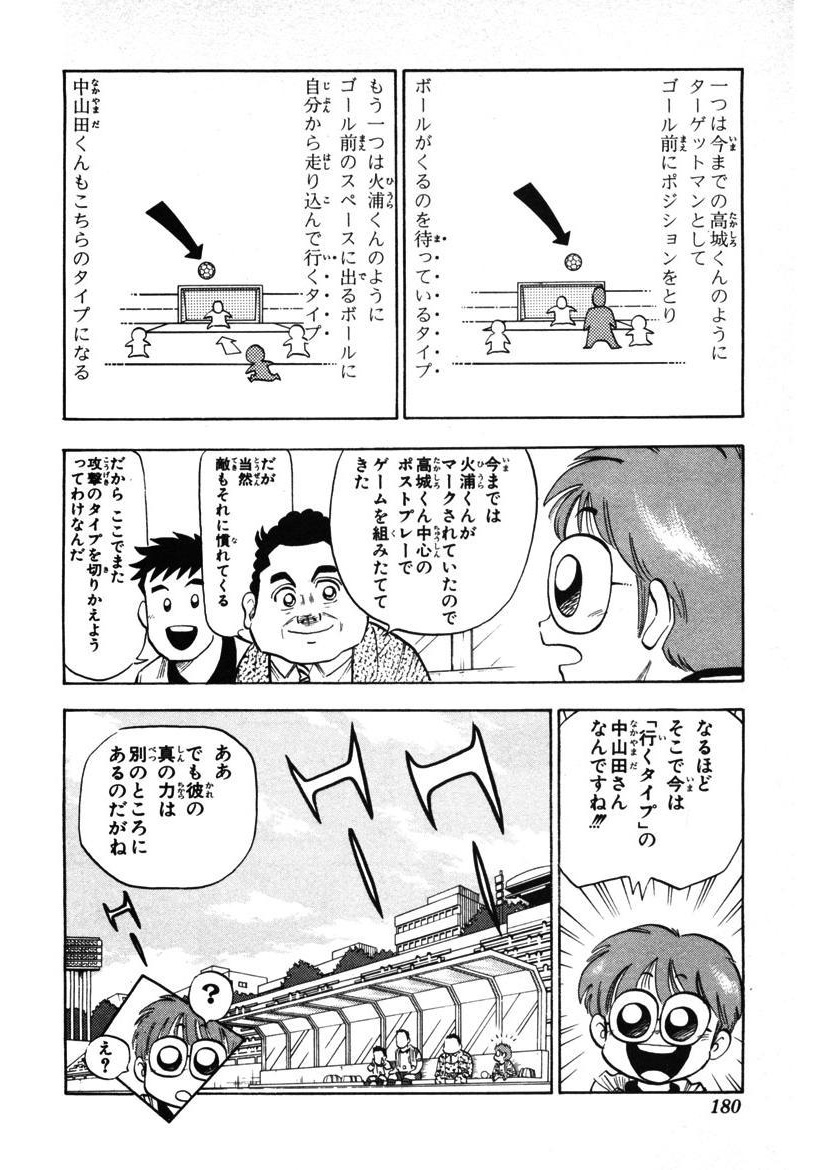 一つは今までの高城くんのように
ターゲットマンとして
ゴール前にポジションをとり
ボールがくるのを待っているタイプ
もう一つは火浦くんのように
ゴール前のスペースに出るボールに
自分から走り込んで行くタイプ
中山田くんもこちらのタイプになる
今までは
火浦くんが
マークされていたので
高城くん中心の
ポストプレーで
ゲームを組みたてて
きた
だが
当然
敵もそれに慣れてくる
だから ここでまた
攻撃のタイプを切りかえよう
ってわけなんだ
なるほど
そこで今は
「行くタイプ」の
中山田さん
なんですね!!!
ああ
でも彼の
真の力は
別のところに
あるのだがね
エー
エー
エー
?
え?
180